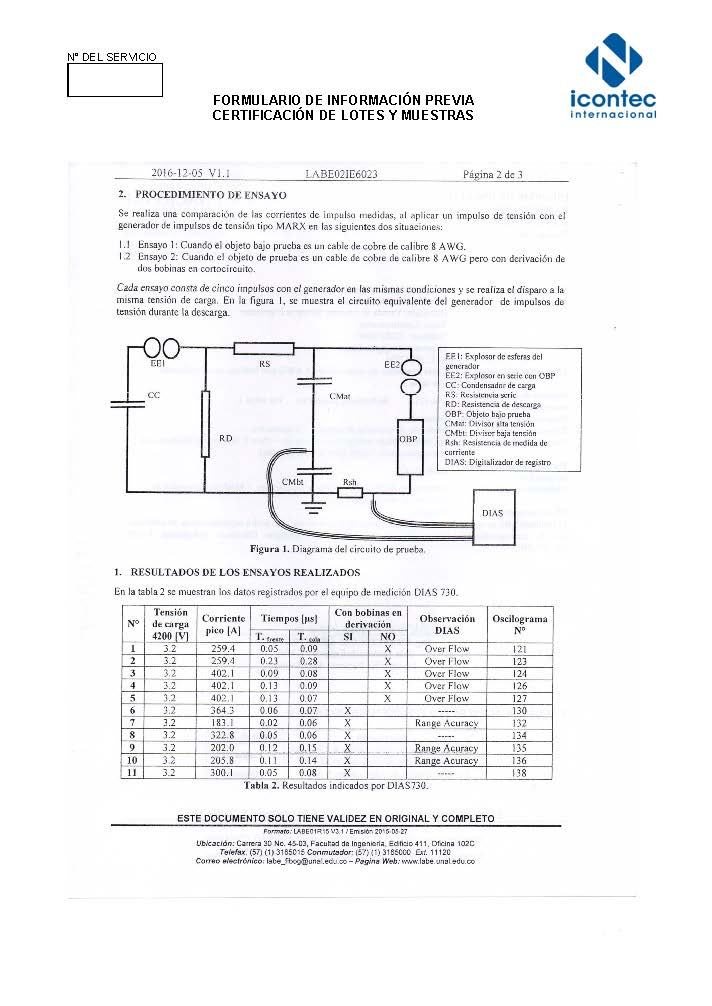 N° DEL SERVICIO
icontec
internacional
FORMULARIO DE INFORMACIÓN PREVIA
CERTIFICACIÓN DE LOTES Y MUESTRAS
2016-12-05 V1.1 LABE02IE6023 Página 2 de 3
2. PROCEDIMIENTO DE ENSAYO
Se realiza una comparación de las corrientes de impulso medidas, al aplicar un impulso de tensión con el
generador de impulsos de tensión tipo MARX en las siguientes dos situaciones:
1.1 Ensayo 1: Cuando el objeto bajo prueba es un cable de cobre de calibre 8 AWG.
1.2 Ensayo 2: Cuando el objeto de prueba es un cable de cobre de calibre 8 AWG pero con derivación de
dos bobinas en cortocircuito.
Cada ensayo consta de cinco impulsos con el generador en las mismas condiciones y se realiza el disparo a la
misma tensión de carga. En la figura 1, se muestra el circuito equivalente del generador de impulsos de
tensión durante la descarga.
EE1
RS
EE2
CC
CMat
RD
OBP
CMbt
Rsh
DIAS
EE1: Explosor de esferas del
generador
EE2: Explosor en serie con OBP
CC: Condensador de carga
RS: Resistencia serie
RD: Resistencia de descarga
OBP: Objeto bajo prueba
CMat: Divisor alta tensión
CMbt: Divisor baja tensión
Rsh: Resistencia de medida de
corriente
DIAS: Digitalizador de registro
Figura 1. Diagrama del circuito de prueba.
1. RESULTADOS DE LOS ENSAYOS REALIZADOS
En la tabla 2 se muestran los datos registrados por el equipo de medición DIAS 730.
N° Tensión de carga 4200 [V] Corriente pico [A] Tiempos [µs] Con bobinas en derivación Observación DIAS Oscilograma N°
T. frente T. cola SI NO
1 3.2 259.4 0.05 0.09 X Over Flow 121
2 3.2 259.4 0.23 0.28 X Over Flow 123
3 3.2 402.1 0.09 0.08 X Over Flow 124
4 3.2 402.1 0.13 0.09 X Over Flow 126
5 3.2 402.1 0.13 0.07 X Over Flow 127
6 3.2 364.3 0.06 0.07 X ----- 130
7 3.2 183.1 0.02 0.06 X Range Acuracy 132
8 3.2 322.8 0.05 0.06 X ----- 134
9 3.2 202.0 0.12 0.15 X Range Acuracy 135
10 3.2 205.8 0.11 0.14 X Range Acuracy 136
11 3.2 300.1 0.05 0.08 X ----- 138
Tabla 2. Resultados indicados por DIAS730.
ESTE DOCUMENTO SOLO TIENE VALIDEZ EN ORIGINAL Y COMPLETO
Formato: LABE01R15 V3.1 / Emisión 2015-05-27
Ubicación: Carrera 30 No. 45-03, Facultad de Ingeniería, Edificio 411, Oficina 102C
Telefax. (57) (1) 3165015 Conmutador: (57) (1) 3165000 Ext. 11120
Correo electrónico: labe_fibog@unal.edu.co – Pagina Web: www.labe.unal.edu.co